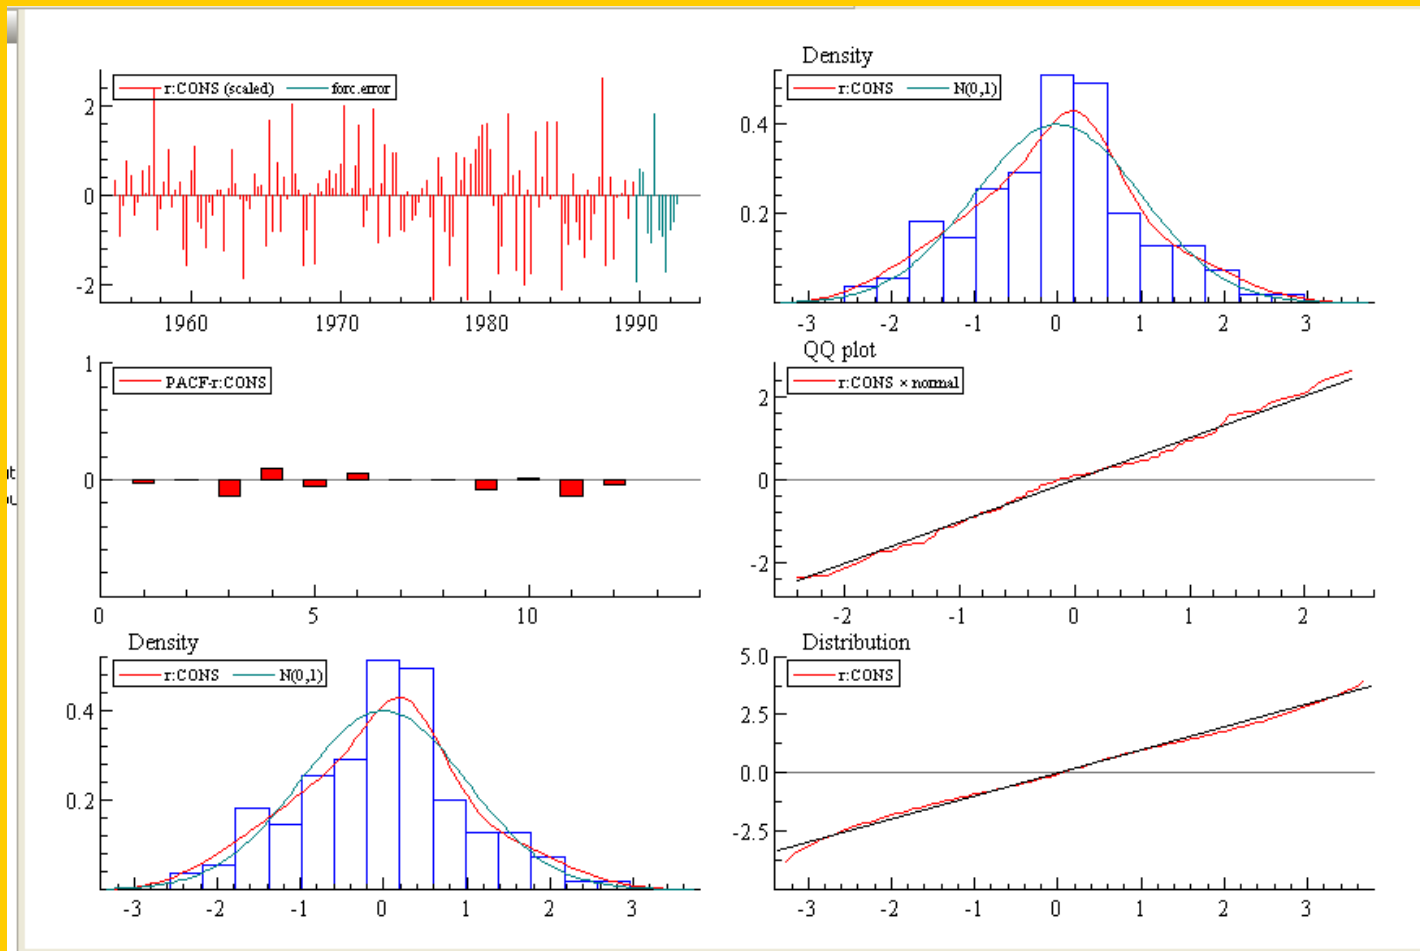 r:CONS (scaled) forc.error
2
0
-2
1960 1970 1980 1990
Density
r:CONS N(0,1)
0.4
0.2
-3 -2 -1 0 1 2 3
1
PACF-r:CONS
0
0 5 10
QQ plot
r:CONS × normal
2
0
-2
-2 -1 0 1 2
Density
r:CONS N(0,1)
0.4
0.2
-3 -2 -1 0 1 2 3
Distribution
r:CONS
5.0
2.5
0.0
-2.5
-3 -2 -1 0 1 2 3